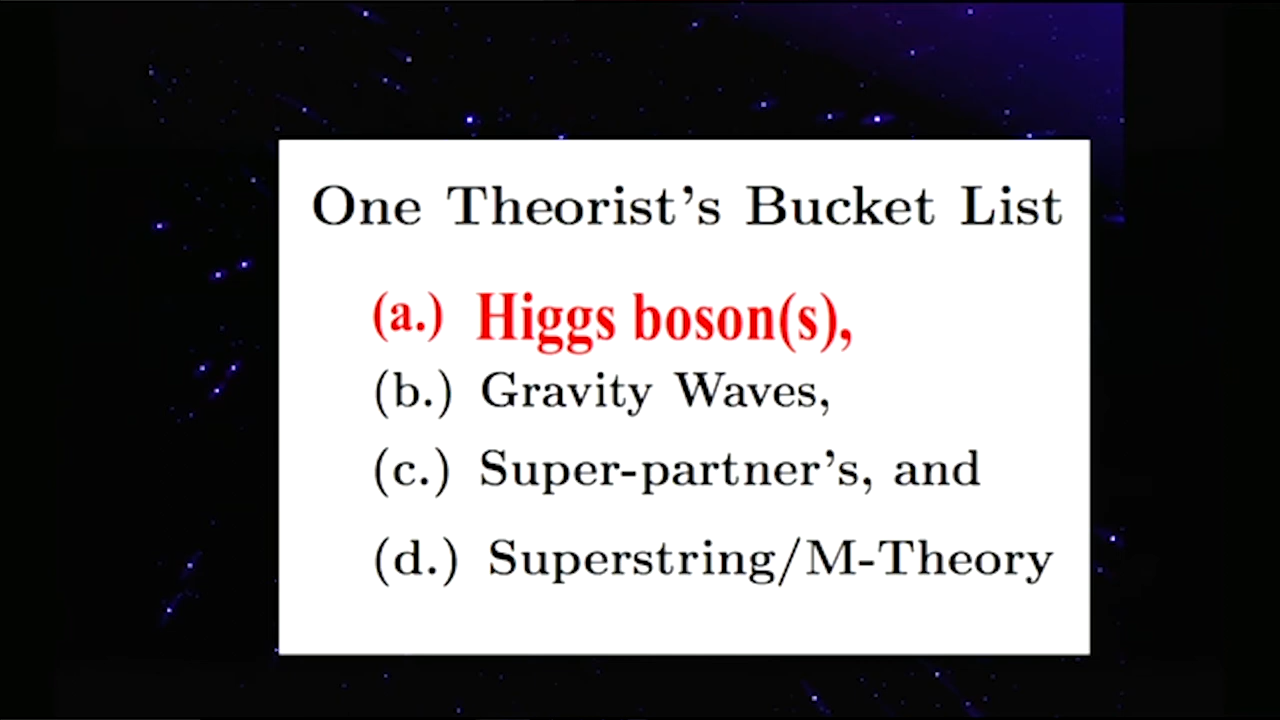 One Theorist's Bucket List
(a.) Higgs boson(s),
(b.) Gravity Waves,
(c.) Super-partner's, and
(d.) Superstring/M-Theory